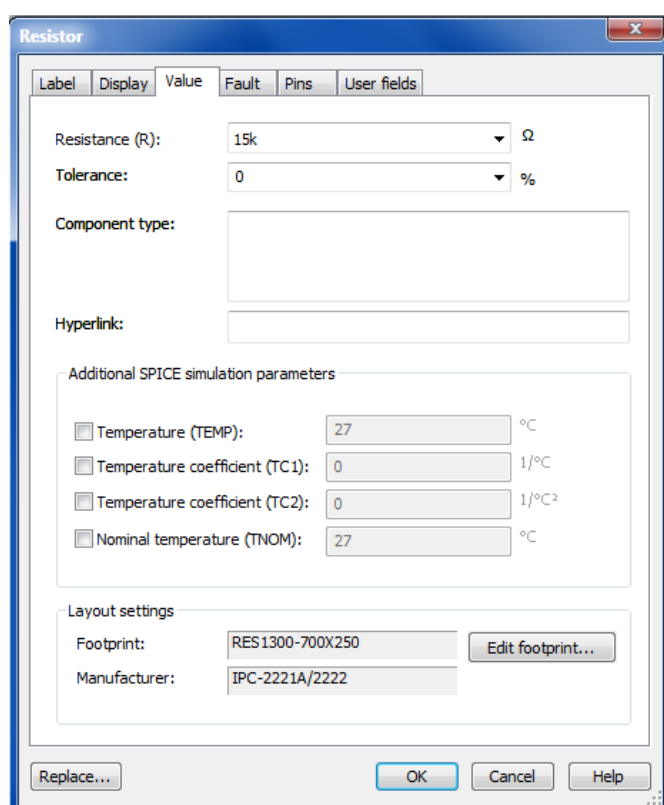 Resistor
Label Display Value Fault Pins User fields
Resistance (R): 15k Ω
Tolerance: 0 %
Component type:
Hyperlink:
Additional SPICE simulation parameters
Temperature (TEMP): 27 °C
Temperature coefficient (TC1): 0 1/°C
Temperature coefficient (TC2): 0 1/°C²
Nominal temperature (TNOM): 27 °C
Layout settings
Footprint: RES1300-700X250 Edit footprint...
Manufacturer: IPC-2221A/2222
Replace... OK Cancel Help